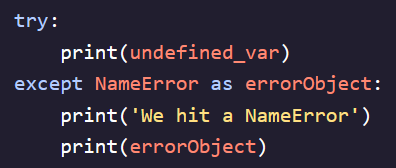 try:
    print(undefined_var)
except NameError as errorObject:
    print('We hit a NameError')
    print(errorObject)